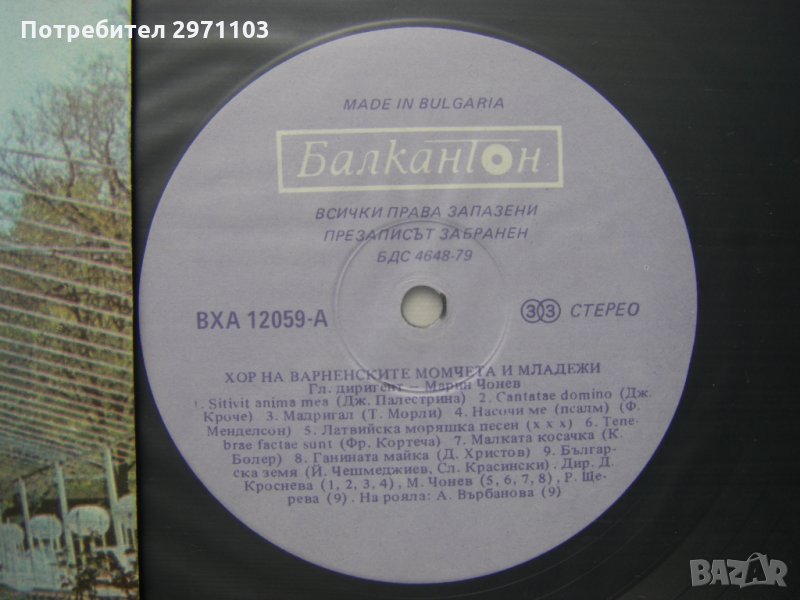 Потребител 2971103
MADE IN BULGARIA
Балкантон
ВСИЧКИ ПРАВА ЗАПАЗЕНИ
ПРЕЗАПИСЪТ ЗАБРАНЕН
БДС 4648-79
ВХА 12059-А
33 СТЕРЕО
ХОР НА ВАРНЕНСКИТЕ МОМЧЕТА И МЛАДЕЖИ
Гл. диригент – Марин Чонев
1. Sitivit anima mea (Дж. Палестрина) 2. Cantatae domino (Дж.
Кроче) 3. Мадригал (Т. Морли) 4. Насочи ме (псалм) (Ф.
Менделсон) 5. Латвийска моряшка песен (х х х) 6. Tene-
brae factae sunt (Фр. Кортеча) 7. Малката косачка (К.
Болер) 8. Ганината майка (Д. Христов) 9. Българ-
ска земя (Й. Чешмеджиев, Сл. Красински). Дир. Д.
Кроснева (1, 2, 3, 4), М. Чонев (5, 6, 7, 8), Р. Ще-
рева (9). На рояла: А. Върбанова (9)
BAZAR